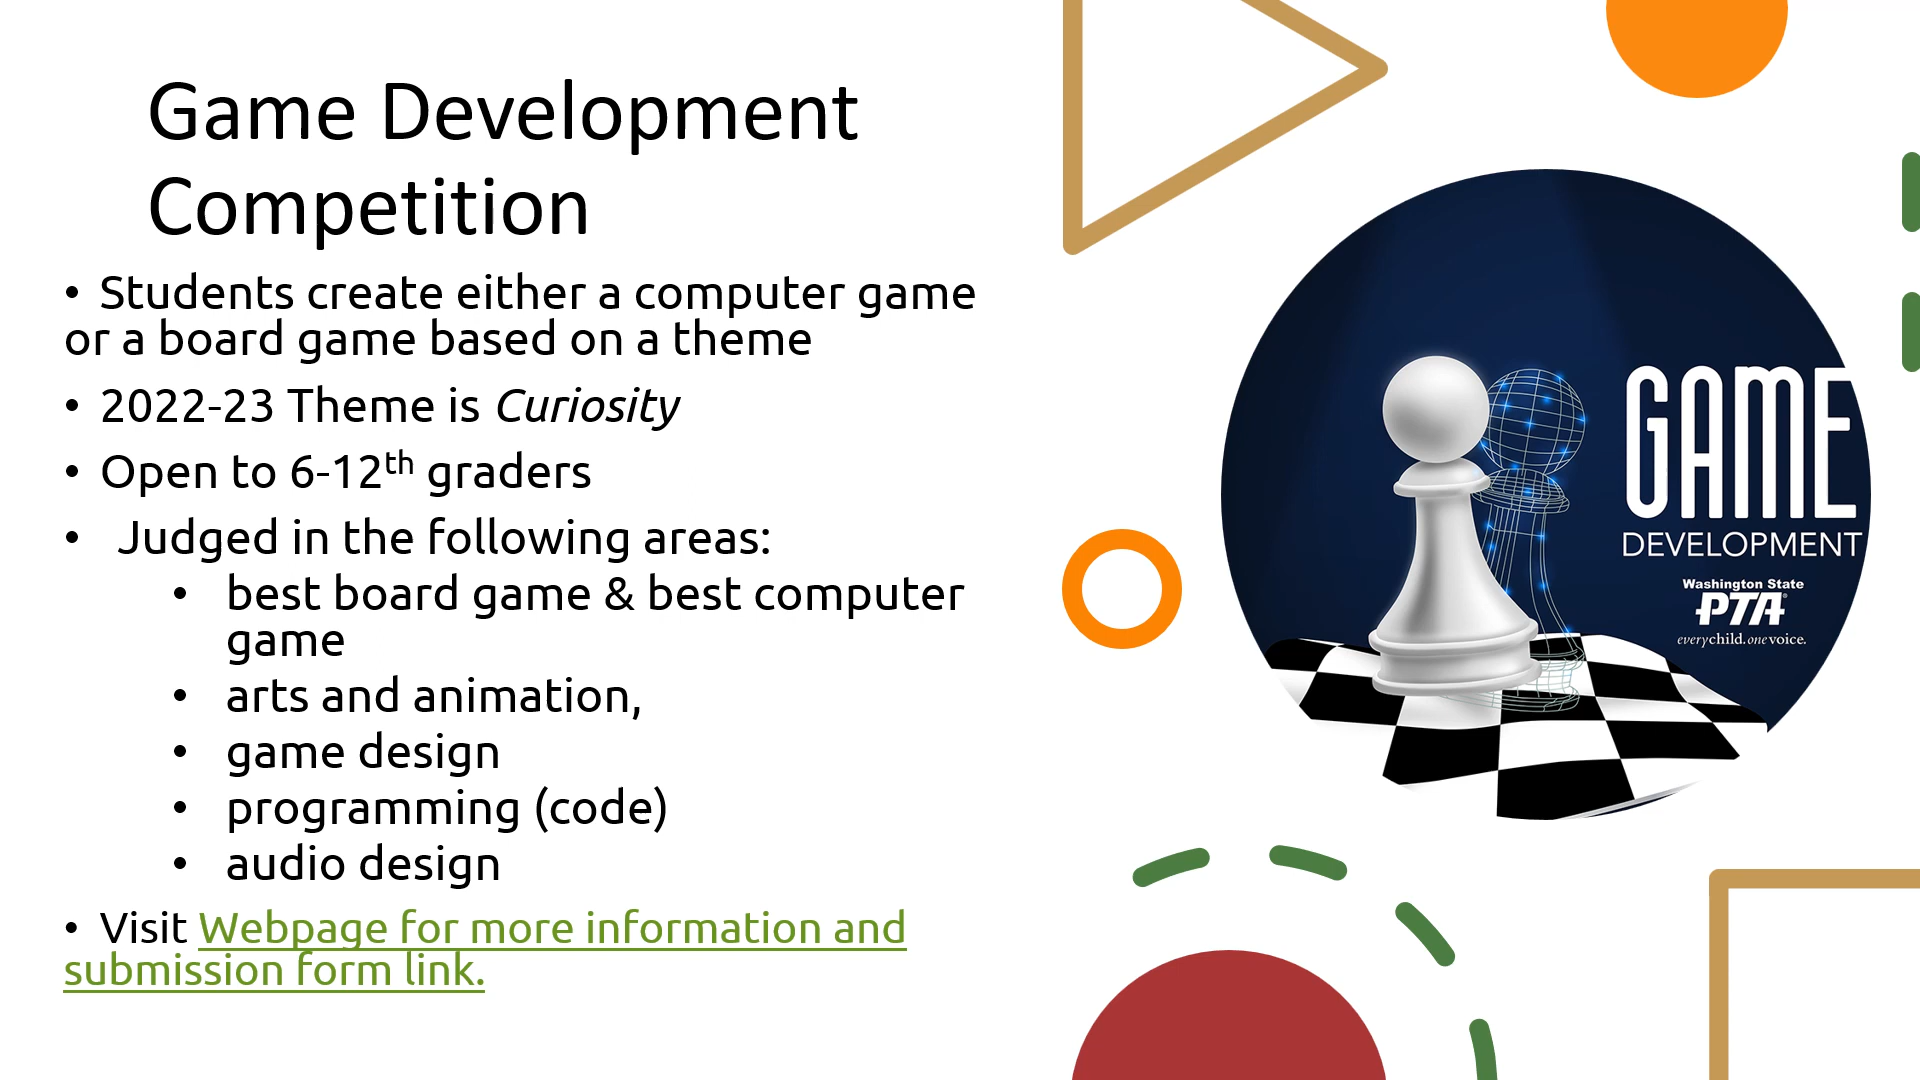 Game Development
Competition
• Students create either a computer game
or a board game based on a theme
• 2022-23 Theme is Curiosity
• Open to 6-12th graders
• Judged in the following areas:
• best board game & best computer
game
• arts and animation,
• game design
• programming (code)
• audio design
• Visit Webpage for more information and
submission form link.
GAME
DEVELOPMENT
Washington State
PTA®
everychild.onevoice.